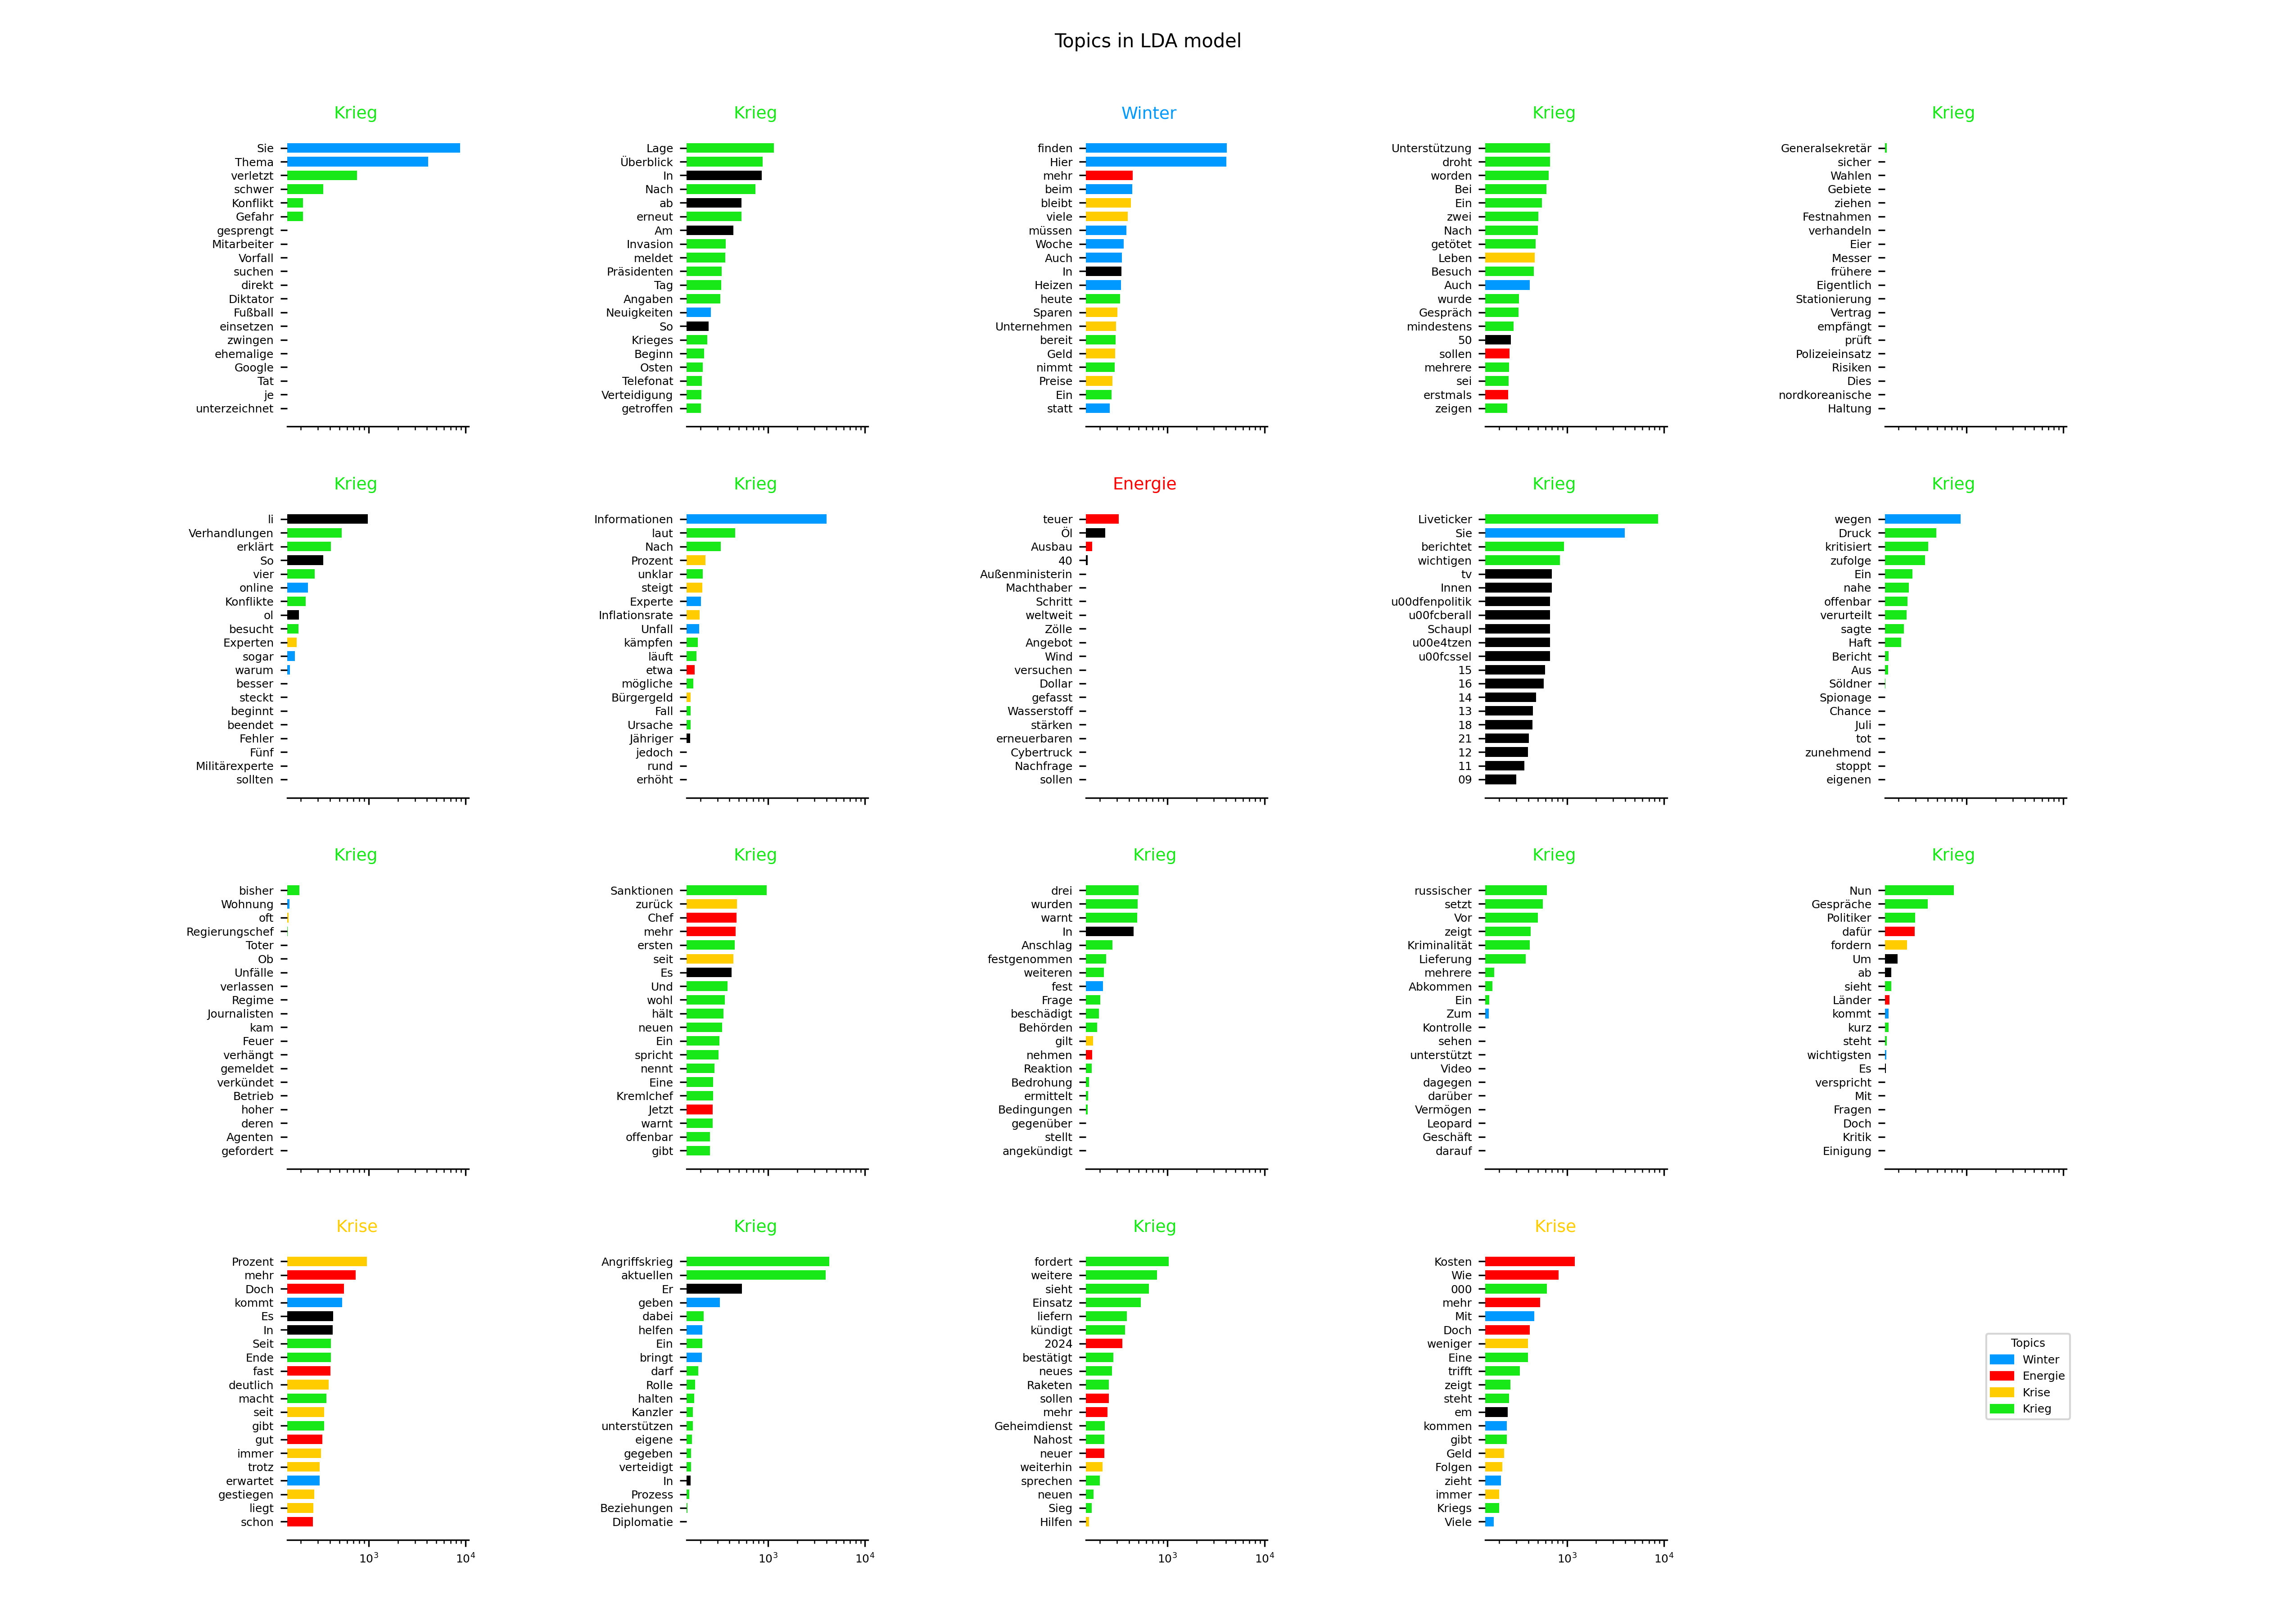 Topics in LDA model
Krieg
Sie
Thema
verletzt
schwer
Konflikt
Gefahr
gesprengt
Mitarbeiter
Vorfall
suchen
direkt
Diktator
Fußball
einsetzen
zwingen
ehemalige
Google
Tat
je
unterzeichnet
Krieg
Lage
Überblick
In
Nach
ab
erneut
Am
Invasion
meldet
Präsidenten
Tag
Angaben
Neuigkeiten
So
Krieges
Beginn
Osten
Telefonat
Verteidigung
getroffen
Winter
finden
Hier
mehr
beim
bleibt
viele
müssen
Woche
Auch
In
Heizen
heute
Sparen
Unternehmen
bereit
Geld
nimmt
Preise
Ein
statt
Krieg
Unterstützung
droht
worden
Bei
Ein
zwei
Nach
getötet
Leben
Besuch
Auch
wurde
Gespräch
mindestens
50
sollen
mehrere
sei
erstmals
zeigen
Krieg
Generalsekretär
sicher
Wahlen
Gebiete
ziehen
Festnahmen
verhandeln
Eier
Messer
frühere
Eigentlich
Stationierung
Vertrag
empfängt
prüft
Polizeieinsatz
Risiken
Dies
nordkoreanische
Haltung
Krieg
li
Verhandlungen
erklärt
So
vier
online
Konflikte
ol
besucht
Experten
sogar
warum
besser
steckt
beginnt
beendet
Fehler
Fünf
Militärexperte
sollten
Krieg
Informationen
laut
Nach
Prozent
unklar
steigt
Experte
Inflationsrate
Unfall
kämpfen
läuft
etwa
mögliche
Bürgergeld
Fall
Ursache
Jähriger
jedoch
rund
erhöht
Energie
teuer
Öl
Ausbau
40
Außenministerin
Machthaber
Schritt
weltweit
Zölle
Angebot
Wind
versuchen
Dollar
gefasst
Wasserstoff
stärken
erneuerbaren
Cybertruck
Nachfrage
sollen
Krieg
Liveticker
Sie
berichtet
wichtigen
tv
Innen
u00dfenpolitik
u00fcberall
Schaupl
u00e4tzen
u00fcssel
15
16
14
13
18
21
12
11
09
Krieg
wegen
Druck
kritisiert
zufolge
Ein
nahe
offenbar
verurteilt
sagte
Haft
Bericht
Aus
Söldner
Spionage
Chance
Juli
tot
zunehmend
stoppt
eigenen
Krieg
bisher
Wohnung
oft
Regierungschef
Toter
Ob
Unfälle
verlassen
Regime
Journalisten
kam
Feuer
verhängt
gemeldet
verkündet
Betrieb
hoher
deren
Agenten
gefordert
Krieg
Sanktionen
zurück
Chef
mehr
ersten
seit
Es
Und
wohl
hält
neuen
Ein
spricht
nennt
Eine
Kremlchef
Jetzt
warnt
offenbar
gibt
Krieg
drei
wurden
warnt
In
Anschlag
festgenommen
weiteren
fest
Frage
beschädigt
Behörden
gilt
nehmen
Reaktion
Bedrohung
ermittelt
Bedingungen
gegenüber
stellt
angekündigt
Krieg
russischer
setzt
Vor
zeigt
Kriminalität
Lieferung
mehrere
Abkommen
Ein
Zum
Kontrolle
sehen
unterstützt
Video
dagegen
darüber
Vermögen
Leopard
Geschäft
darauf
Krieg
Nun
Gespräche
Politiker
dafür
fordern
Um
ab
sieht
Länder
kommt
kurz
steht
wichtigsten
Es
verspricht
Mit
Fragen
Doch
Kritik
Einigung
Krise
Prozent
mehr
Doch
kommt
Es
In
Seit
Ende
fast
deutlich
macht
seit
gibt
gut
immer
trotz
erwartet
gestiegen
liegt
schon
10³
10⁴
Krieg
Angriffskrieg
aktuellen
Er
geben
dabei
helfen
Ein
bringt
darf
Rolle
halten
Kanzler
unterstützen
eigene
gegeben
verteidigt
In
Prozess
Beziehungen
Diplomatie
10³
10⁴
Krieg
fordert
weitere
sieht
Einsatz
liefern
kündigt
2024
bestätigt
neues
Raketen
sollen
mehr
Geheimdienst
Nahost
neuer
weiterhin
sprechen
neuen
Sieg
Hilfen
10³
10⁴
Krise
Kosten
Wie
000
mehr
Mit
Doch
weniger
Eine
trifft
zeigt
steht
em
kommen
gibt
Geld
Folgen
zieht
immer
Kriegs
Viele
10³
10⁴
Topics
Winter
Energie
Krise
Krieg